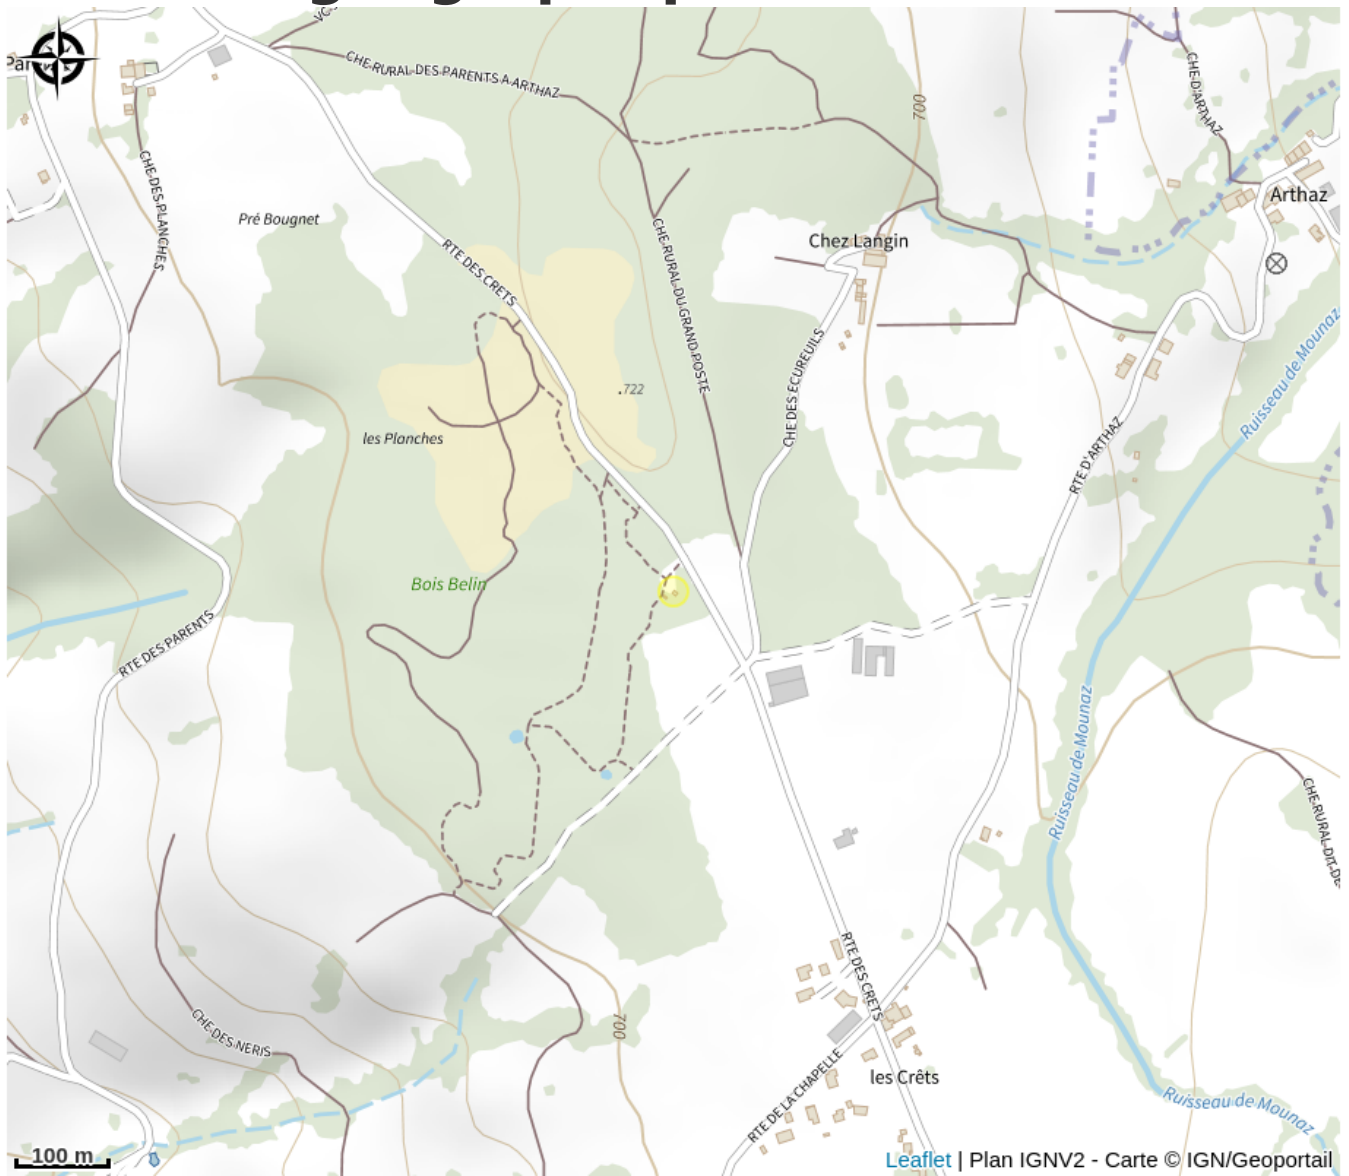 CHE RURAL DES PARENTS A ARTHAZ
700
CHE D'ARTHAZ
CHE DES PLANCHES
Arthaz
Pré Bougnet
Chez Langin
RTE DES CRETS
CHE RURAL DU GRAND POSTE
CHE DES ECUREUILS
Ruisseau de Mounaz
.722
les Planches
RTE D'ARTHAZ
Bois Belin
RTE DES PARENTS
Ruisseau de Mounaz
CHE RURAL DIT DE
RTE DES CRETS
700
CHE DES NERIS
les Crêts
RTE DE LA CHAPELLE
Ruisseau de Mounaz
100 m
Leaflet | Plan IGNV2 - Carte © IGN/Geoportail